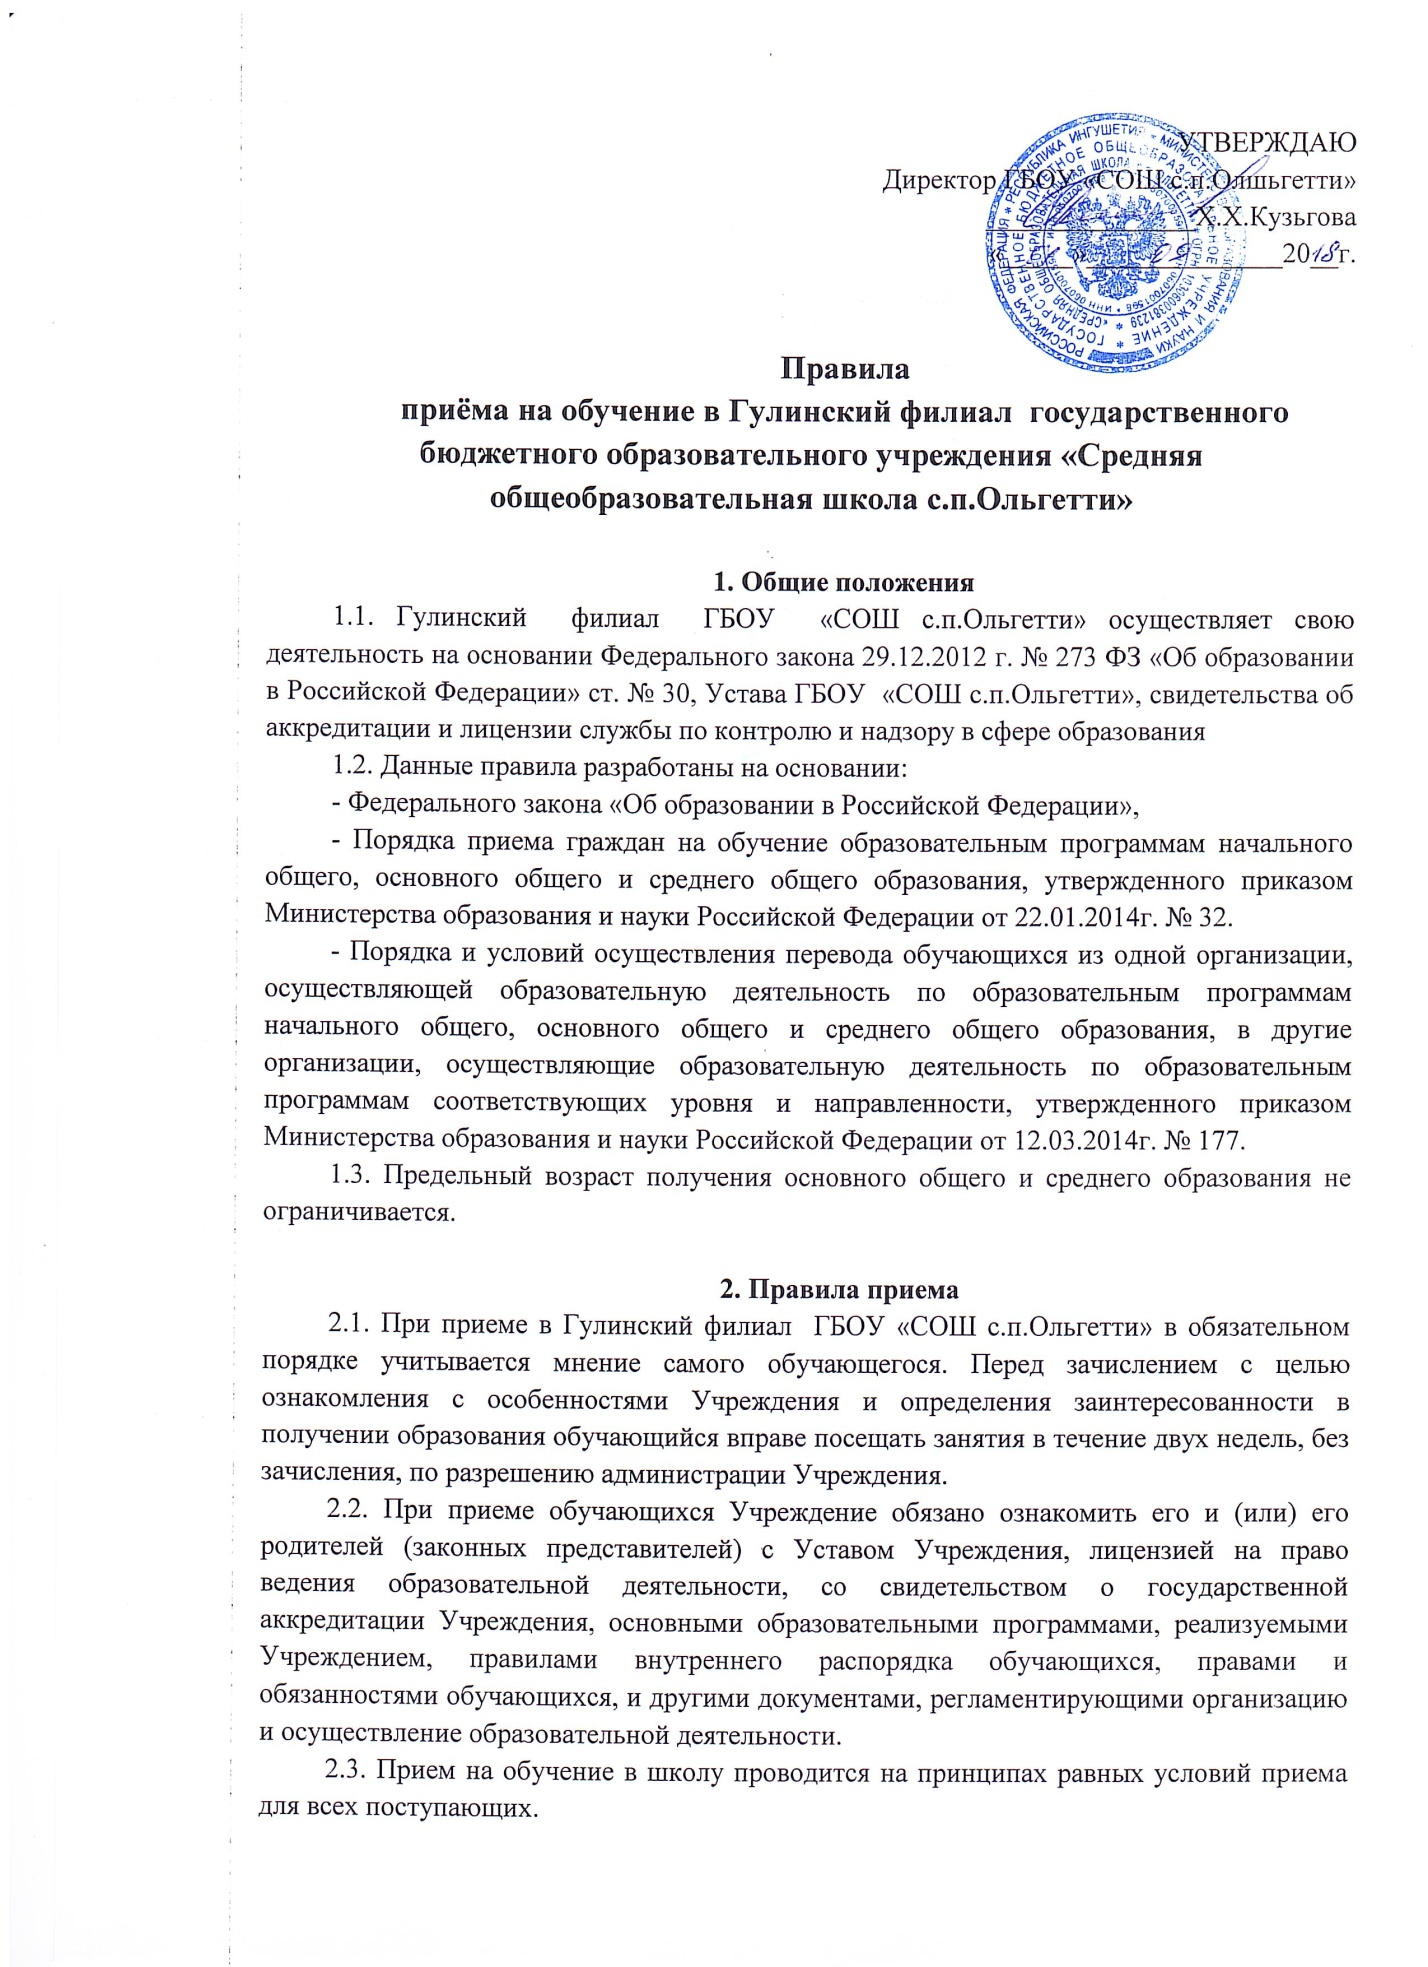 УТВЕРЖДАЮ
Директор ГБОУ «СОШ с.п.Олшьгетти»
Х.Х.Кузьгова
« » 09 2018г.
Правила
приёма на обучение в Гулинский филиал государственного
бюджетного образовательного учреждения «Средняя
общеобразовательная школа с.п.Ольгетти»
1. Общие положения
1.1. Гулинский филиал ГБОУ «СОШ с.п.Ольгетти» осуществляет свою
деятельность на основании Федерального закона 29.12.2012 г. № 273 ФЗ «Об образовании
в Российской Федерации» ст. № 30, Устава ГБОУ «СОШ с.п.Ольгетти», свидетельства об
аккредитации и лицензии службы по контролю и надзору в сфере образования
1.2. Данные правила разработаны на основании:
- Федерального закона «Об образовании в Российской Федерации»,
- Порядка приема граждан на обучение образовательным программам начального
общего, основного общего и среднего общего образования, утвержденного приказом
Министерства образования и науки Российской Федерации от 22.01.2014г. № 32.
- Порядка и условий осуществления перевода обучающихся из одной организации,
осуществляющей образовательную деятельность по образовательным программам
начального общего, основного общего и среднего общего образования, в другие
организации, осуществляющие образовательную деятельность по образовательным
программам соответствующих уровня и направленности, утвержденного приказом
Министерства образования и науки Российской Федерации от 12.03.2014г. № 177.
1.3. Предельный возраст получения основного общего и среднего образования не
ограничивается.
2. Правила приема
2.1. При приеме в Гулинский филиал ГБОУ «СОШ с.п.Ольгетти» в обязательном
порядке учитывается мнение самого обучающегося. Перед зачислением с целью
ознакомления с особенностями Учреждения и определения заинтересованности в
получении образования обучающийся вправе посещать занятия в течение двух недель, без
зачисления, по разрешению администрации Учреждения.
2.2. При приеме обучающихся Учреждение обязано ознакомить его и (или) его
родителей (законных представителей) с Уставом Учреждения, лицензией на право
ведения образовательной деятельности, со свидетельством о государственной
аккредитации Учреждения, основными образовательными программами, реализуемыми
Учреждением, правилами внутреннего распорядка обучающихся, правами и
обязанностями обучающихся, и другими документами, регламентирующими организацию
и осуществление образовательной деятельности.
2.3. Прием на обучение в школу проводится на принципах равных условий приема
для всех поступающих.